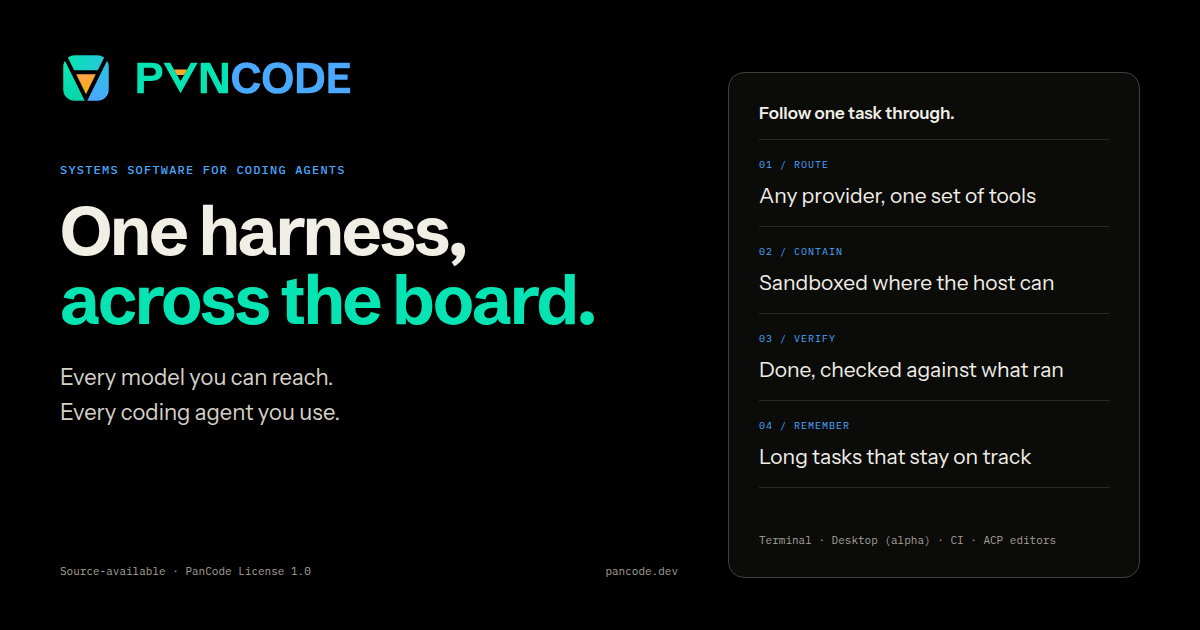 PANCODE
SYSTEMS SOFTWARE FOR CODING AGENTS
One harness,
across the board.
Every model you can reach.
Every coding agent you use.
Source-available · PanCode License 1.0
pancode.dev
Follow one task through.
01 / ROUTE
Any provider, one set of tools
02 / CONTAIN
Sandboxed where the host can
03 / VERIFY
Done, checked against what ran
04 / REMEMBER
Long tasks that stay on track
Terminal · Desktop (alpha) · CI · ACP editors